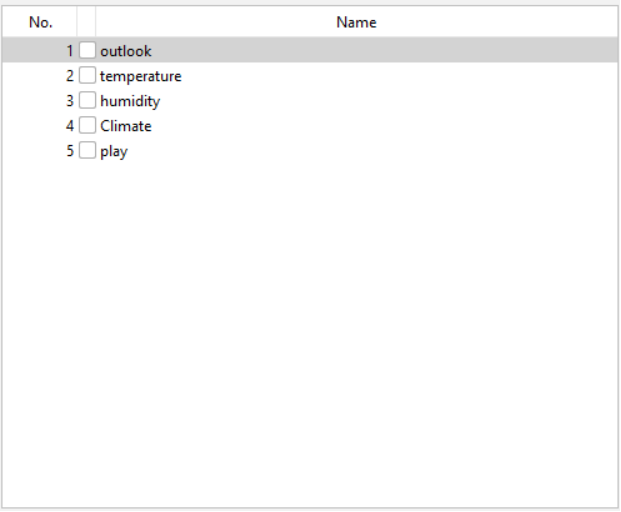 No. Name
1 outlook
2 temperature
3 humidity
4 Climate
5 play